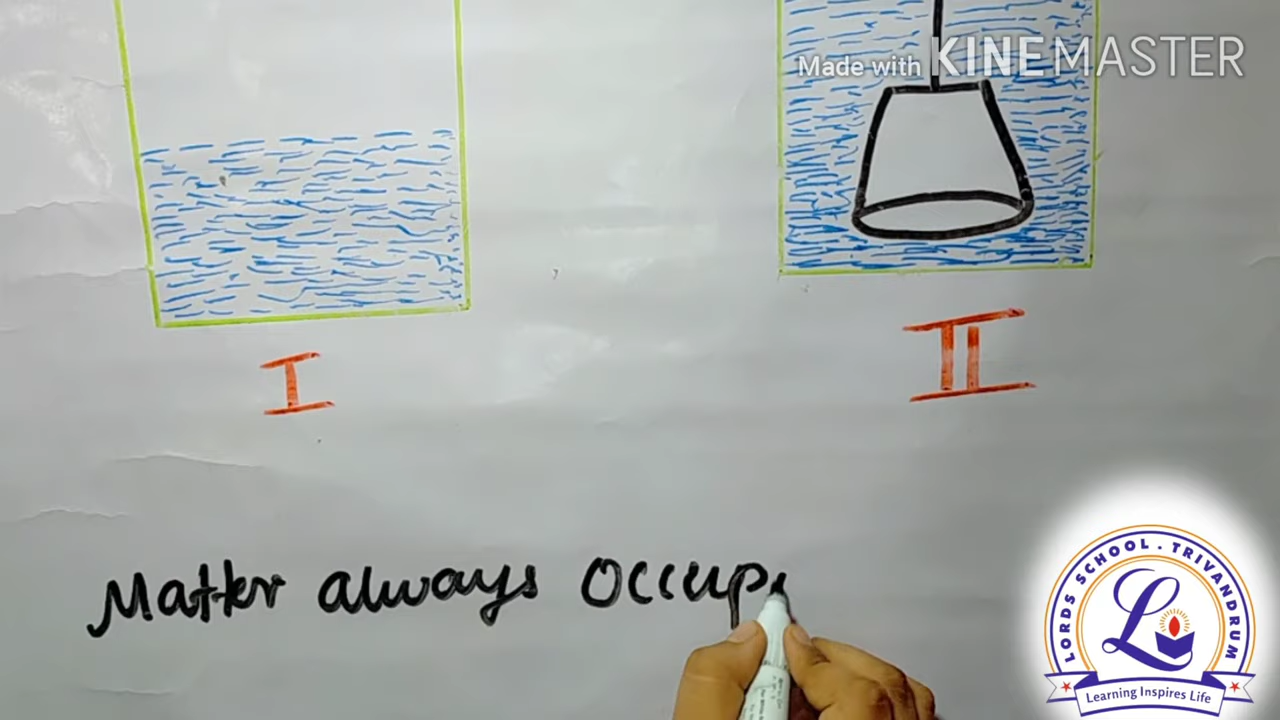 Made with KINEMASTER
I
II
Matter always occup
LORDS SCHOOL . TRIVANDRUM
L
Learning Inspires Life